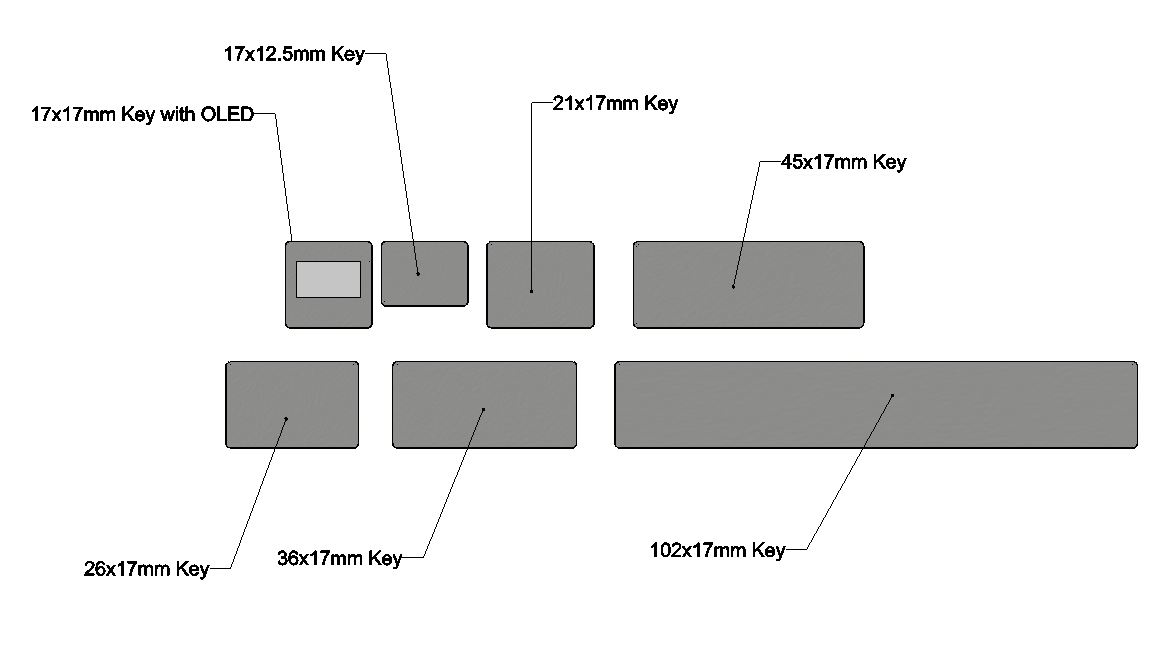 17x12.5mm Key
21x17mm Key
17x17mm Key with OLED
45x17mm Key
36x17mm Key
102x17mm Key
26x17mm Key